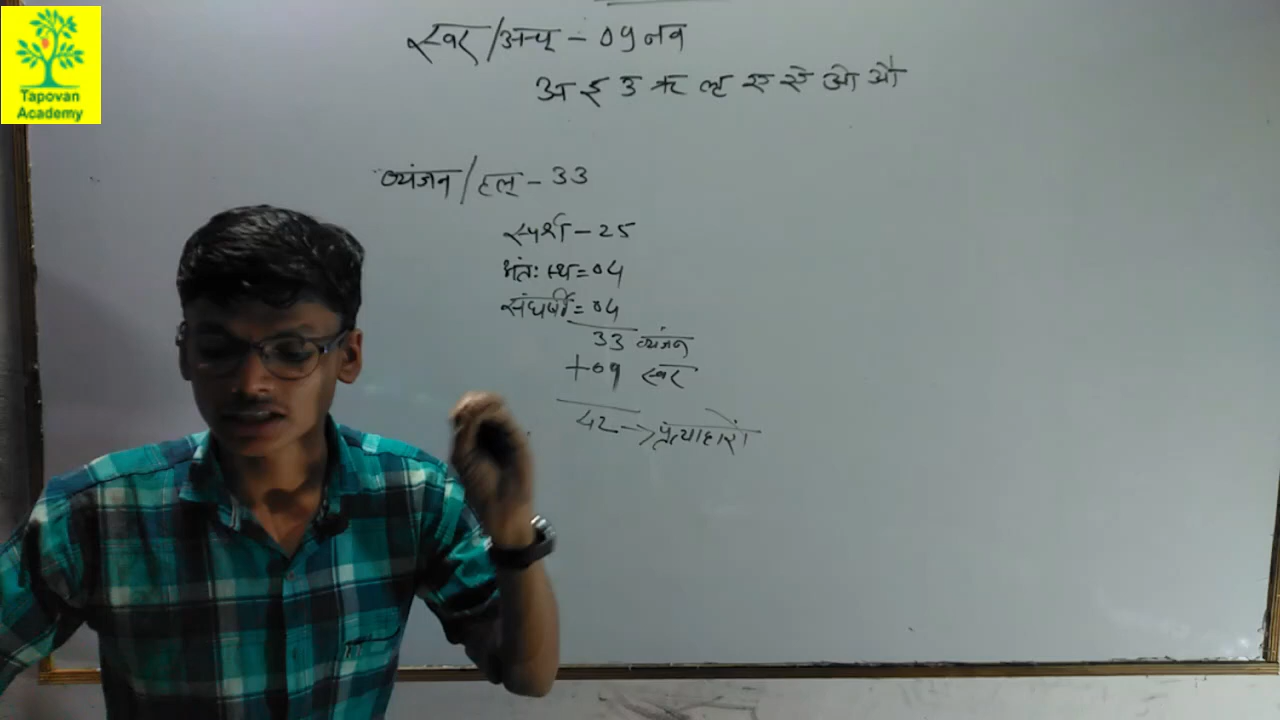 Tapovan
Academy
स्वर/अच् - 09 नव
अ इ उ ऋ लृ ए ऐ ओ औ
व्यंजन/हल् - 33
स्पर्श - 25
अंतः स्थ = 04
संघर्षी = 04
33 व्यंजन
+09 स्वर
42 -> प्रत्याहारों